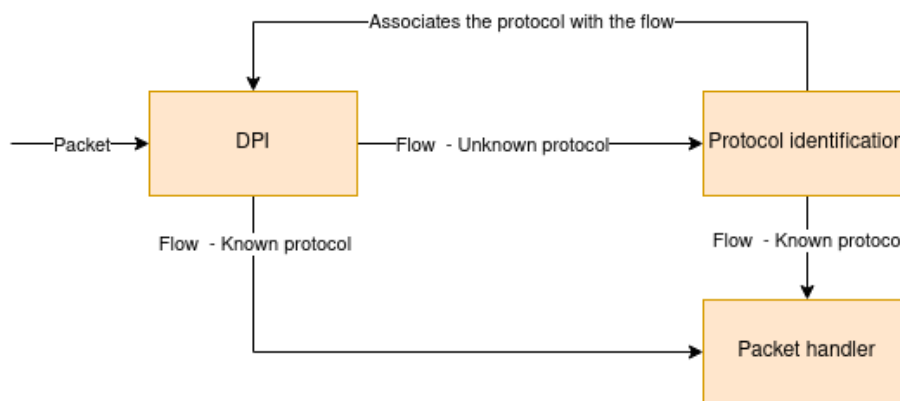 Associates the protocol with the flow
Packet
DPI
Flow - Unknown protocol
Protocol identification
Flow - Known protocol
Flow - Known protoco
Packet handler